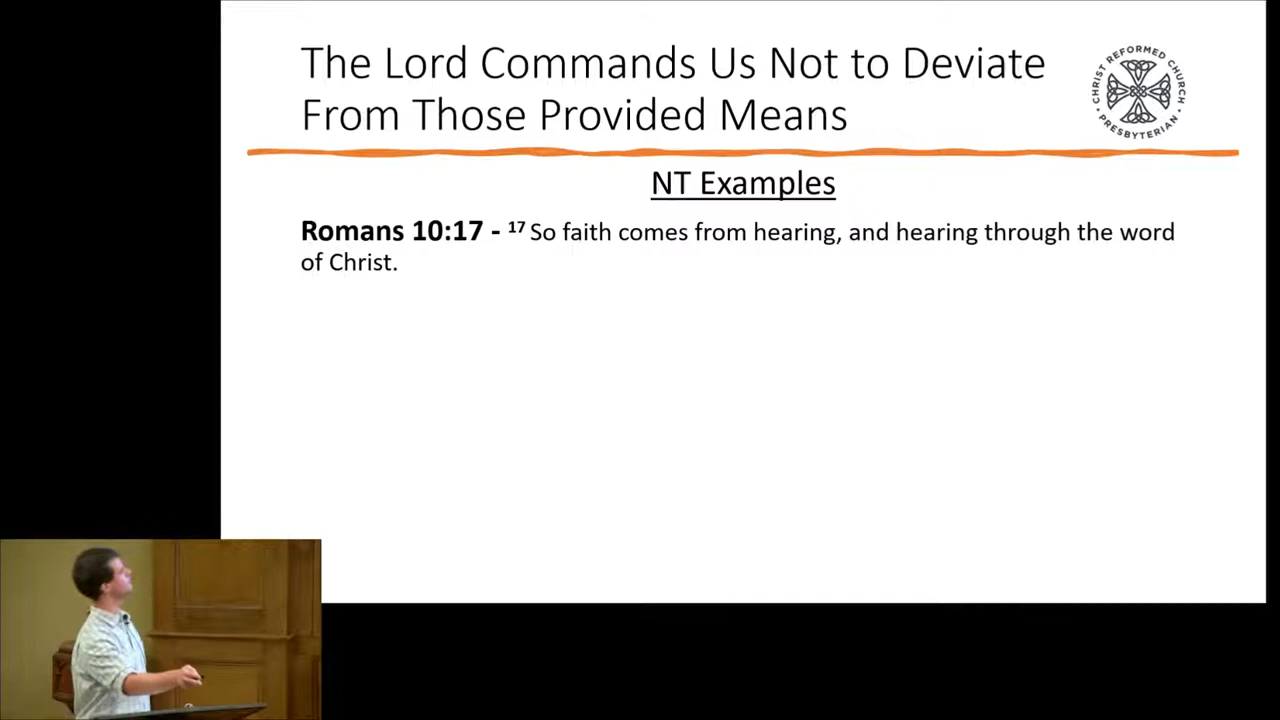 The Lord Commands Us Not to Deviate
From Those Provided Means
CHRIST REFORMED CHURCH
• PRESBYTERIAN •
NT Examples
Romans 10:17 - ¹⁷ So faith comes from hearing, and hearing through the word
of Christ.